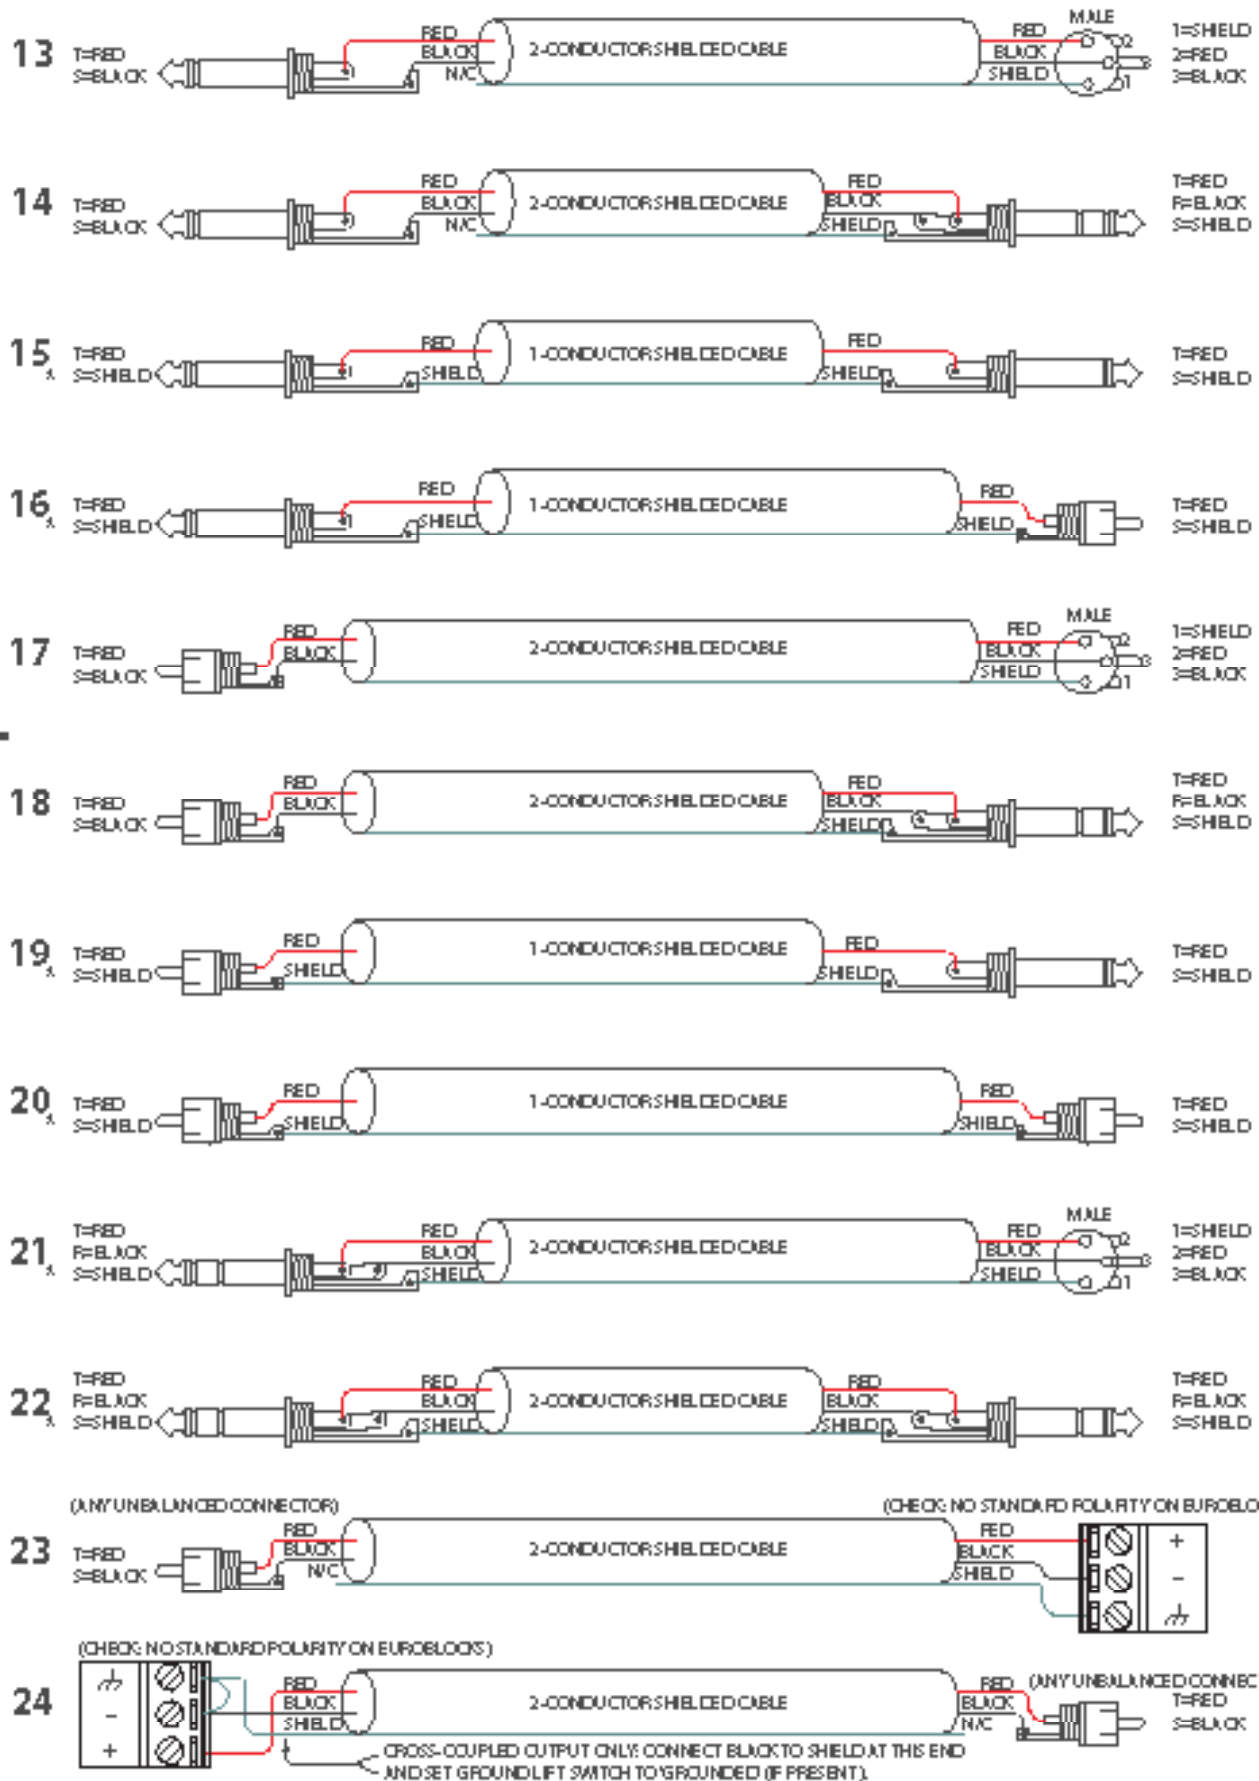 RED MALE 1=SHIELD
13 T=RED BLACK 2-CONDUCTOR SHIELDED CABLE RED 2 2=RED
S=BLACK N/C BLACK 3 3=BLACK
SHIELD 1
14 T=RED RED 2-CONDUCTOR SHIELDED CABLE RED T=RED
S=BLACK BLACK BLACK R=BLACK
N/C SHIELD S=SHIELD
15 T=RED RED 1-CONDUCTOR SHIELDED CABLE RED T=RED
S=SHIELD SHIELD SHIELD S=SHIELD
16 T=RED RED 1-CONDUCTOR SHIELDED CABLE RED T=RED
S=SHIELD SHIELD SHIELD S=SHIELD
MALE
17 T=RED RED 2-CONDUCTOR SHIELDED CABLE RED 2 1=SHIELD
S=BLACK BLACK BLACK 3 2=RED
SHIELD 1 3=BLACK
18 T=RED RED 2-CONDUCTOR SHIELDED CABLE RED T=RED
S=BLACK BLACK BLACK R=BLACK
SHIELD S=SHIELD
19 T=RED RED 1-CONDUCTOR SHIELDED CABLE RED T=RED
S=SHIELD SHIELD SHIELD S=SHIELD
20 T=RED RED 1-CONDUCTOR SHIELDED CABLE RED T=RED
S=SHIELD SHIELD SHIELD S=SHIELD
MALE
21 T=RED RED 2-CONDUCTOR SHIELDED CABLE RED 2 1=SHIELD
R=BLACK BLACK BLACK 3 2=RED
S=SHIELD SHIELD SHIELD 1 3=BLACK
22 T=RED RED 2-CONDUCTOR SHIELDED CABLE RED T=RED
R=BLACK BLACK BLACK R=BLACK
S=SHIELD SHIELD SHIELD S=SHIELD
(ANY UNBALANCED CONNECTOR) (CHECK: NO STANDARD POLARITY ON EUROBLO
23 T=RED RED 2-CONDUCTOR SHIELDED CABLE RED +
S=BLACK BLACK BLACK -
N/C SHIELD
(CHECK: NO STANDARD POLARITY ON EUROBLOCKS)
24 RED 2-CONDUCTOR SHIELDED CABLE RED (ANY UNBALANCED CONNEC
- BLACK BLACK T=RED
+ SHIELD N/C S=BLACK
CROSS-COUPLED OUTPUT ONLY: CONNECT BLACK TO SHIELD AT THIS END
AND SET GROUND LIFT SWITCH TO 'GROUNDED' (IF PRESENT).